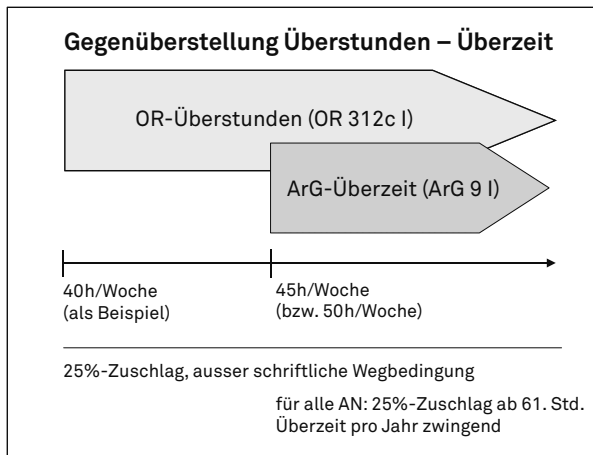 Gegenüberstellung Überstunden – Überzeit
OR-Überstunden (OR 312c I)
ArG-Überzeit (ArG 9 I)
40h/Woche
(als Beispiel)
45h/Woche
(bzw. 50h/Woche)
25%-Zuschlag, ausser schriftliche Wegbedingung
für alle AN: 25%-Zuschlag ab 61. Std.
Überzeit pro Jahr zwingend